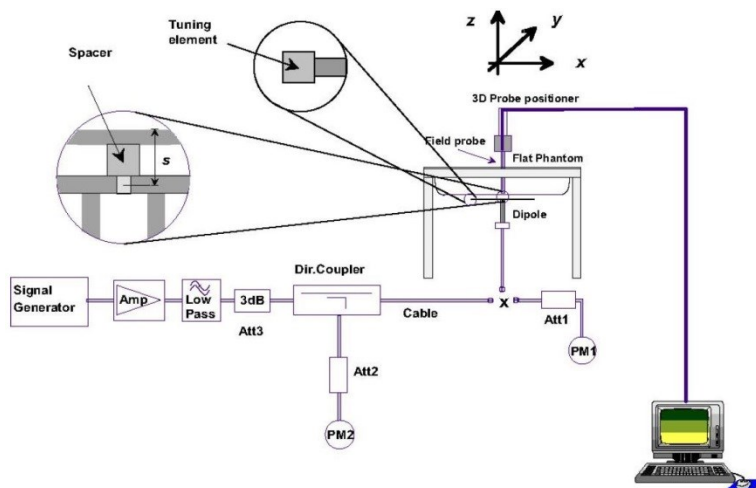 Tuning
element
Spacer
s
z
y
x
3D Probe positioner
Field probe
Flat Phantom
Dipole
Dir.Coupler
Signal
Generator
Amp
Low
Pass
3dB
Att3
Cable
x
Att1
PM1
Att2
PM2